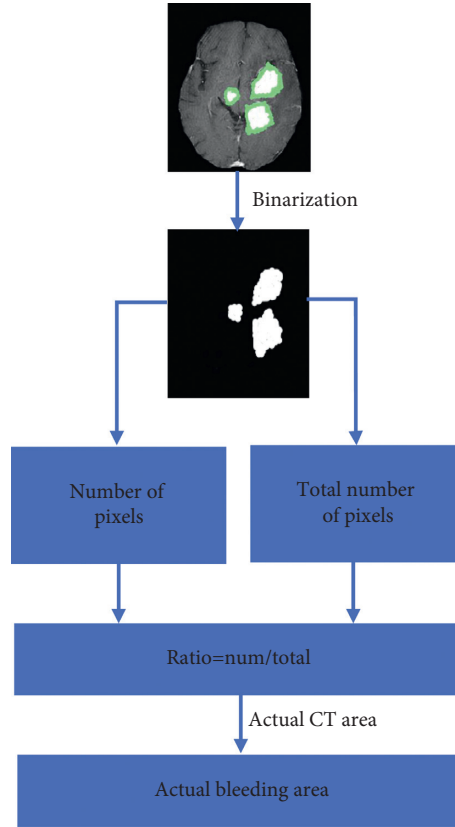 Binarization
Number of
pixels
Total number
of pixels
Ratio=num/total
Actual CT area
Actual bleeding area